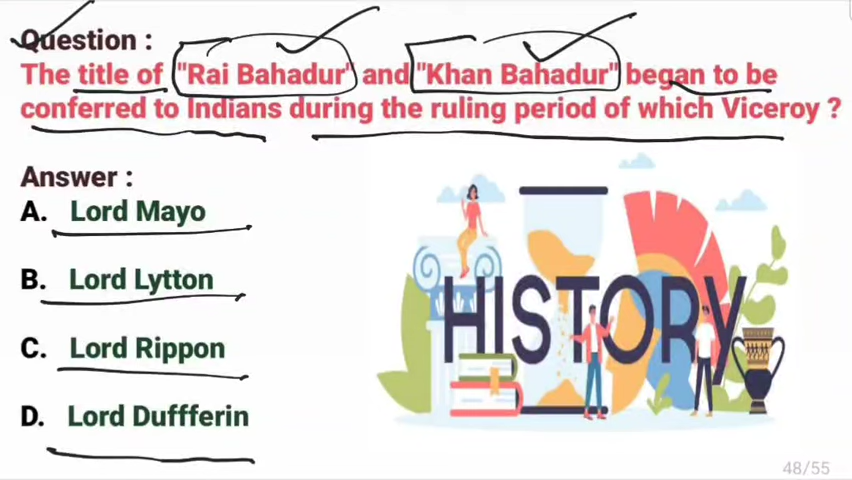 Question :
The title of "Rai Bahadur" and "Khan Bahadur" began to be
conferred to Indians during the ruling period of which Viceroy ?
Answer :
A. Lord Mayo
B. Lord Lytton
C. Lord Rippon
D. Lord Duffferin
HISTORY
48/55